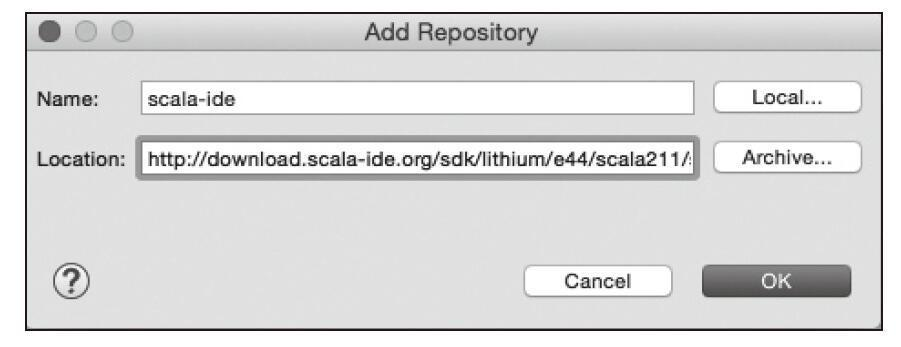 Add Repository
Name: scala-ide Local...
Location: http://download.scala-ide.org/sdk/lithium/e44/scala211/ Archive...
? Cancel OK